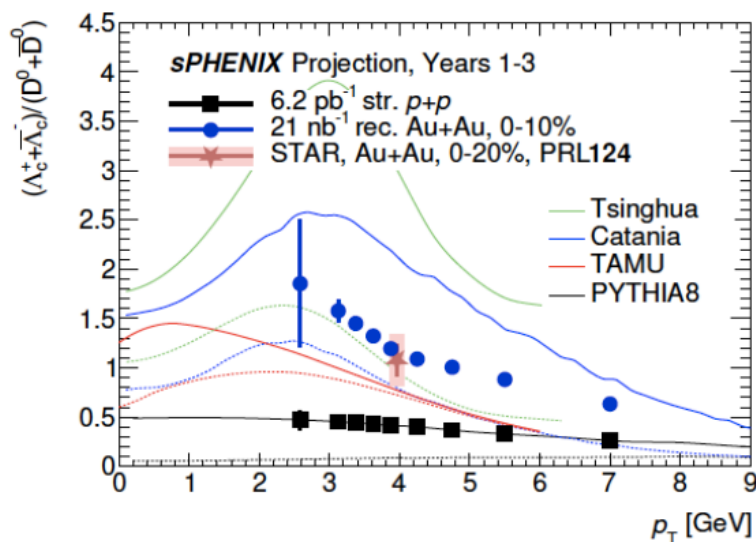 4.5
4
3.5
3
2.5
2
1.5
1
0.5
0
(Λc⁺+Λ̅c⁻)/(D⁰+D̅⁰)
sPHENIX Projection, Years 1-3
6.2 pb⁻¹ str. p+p
21 nb⁻¹ rec. Au+Au, 0-10%
STAR, Au+Au, 0-20%, PRL124
Tsinghua
Catania
TAMU
PYTHIA8
0 1 2 3 4 5 6 7 8 9
pT [GeV]